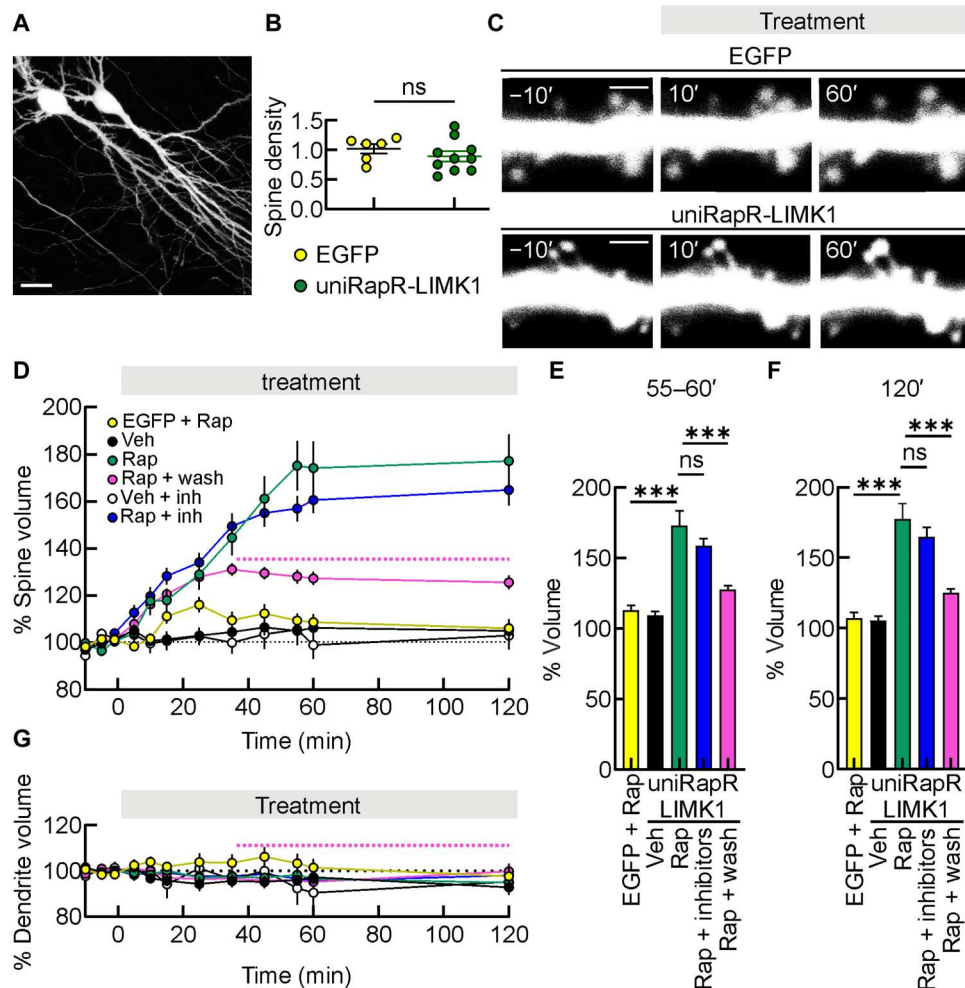 A
B
ns
Spine density
1.5
1.0
0.5
0.0
EGFP
uniRapR-LIMK1
C
Treatment
EGFP
−10′
10′
60′
uniRapR-LIMK1
−10′
10′
60′
D
treatment
% Spine volume
200
180
160
140
120
100
80
EGFP + Rap
Veh
Rap
Rap + wash
Veh + inh
Rap + inh
0 20 40 60 80 100 120
Time (min)
E
55–60′
***
ns
***
% Volume
200
150
100
50
0
EGFP + Rap
Veh
Rap
Rap + inhibitors
Rap + wash
uniRapR
LIMK1
F
120′
***
ns
***
% Volume
200
150
100
50
0
EGFP + Rap
Veh
Rap
Rap + inhibitors
Rap + wash
uniRapR
LIMK1
G
Treatment
% Dendrite volume
120
100
80
0 20 40 60 80 100 120
Time (min)